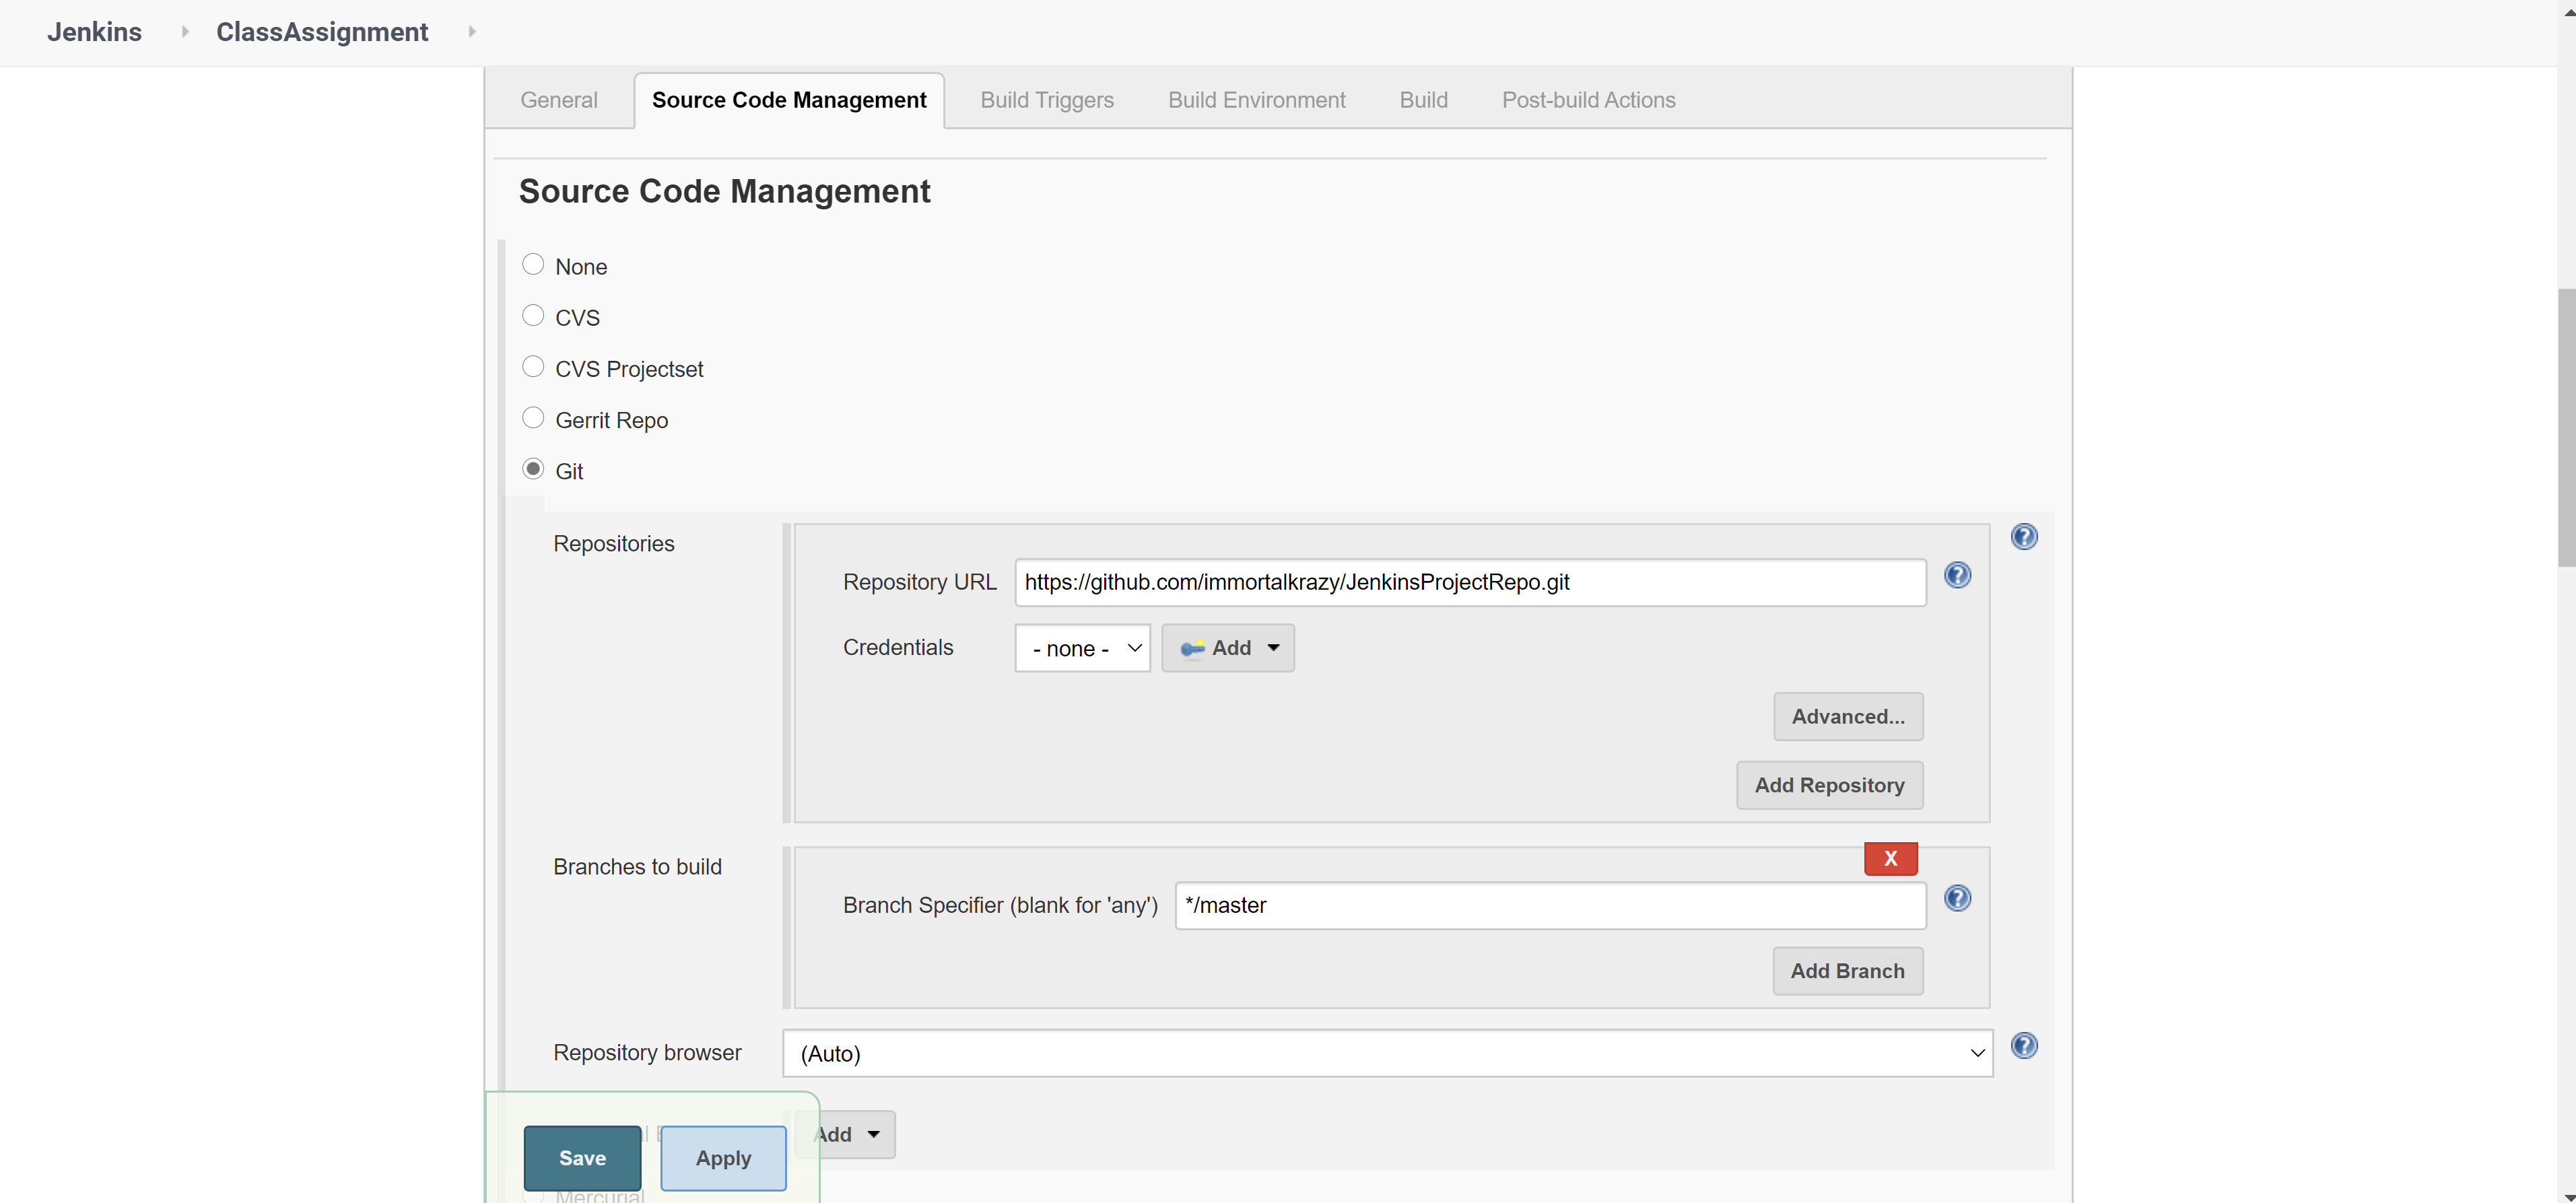 Jenkins ClassAssignment
General Source Code Management Build Triggers Build Environment Build Post-build Actions
Source Code Management
None
CVS
CVS Projectset
Gerrit Repo
Git
Repositories
Repository URL https://github.com/immortalkrazy/JenkinsProjectRepo.git
Credentials - none - Add
Advanced...
Add Repository
Branches to build
X
Branch Specifier (blank for 'any') */master
Add Branch
Repository browser (Auto)
Add
Save Apply
Mercurial